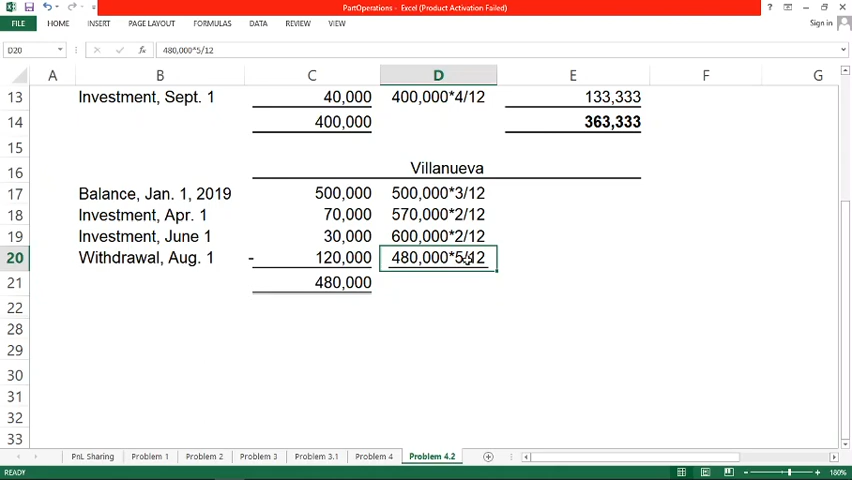 PartOperations - Excel (Product Activation Failed)
FILE HOME INSERT PAGE LAYOUT FORMULAS DATA REVIEW VIEW Sign in
D20 fx 480,000*5/12
A B C D E F G
13 Investment, Sept. 1 40,000 400,000*4/12 133,333
14 400,000 363,333
15
16 Villanueva
17 Balance, Jan. 1, 2019 500,000 500,000*3/12
18 Investment, Apr. 1 70,000 570,000*2/12
19 Investment, June 1 30,000 600,000*2/12
20 Withdrawal, Aug. 1 - 120,000 480,000*5/12
21 480,000
22
28
29
30
31
32
33
PnL Sharing Problem 1 Problem 2 Problem 3 Problem 3.1 Problem 4 Problem 4.2
READY 180%